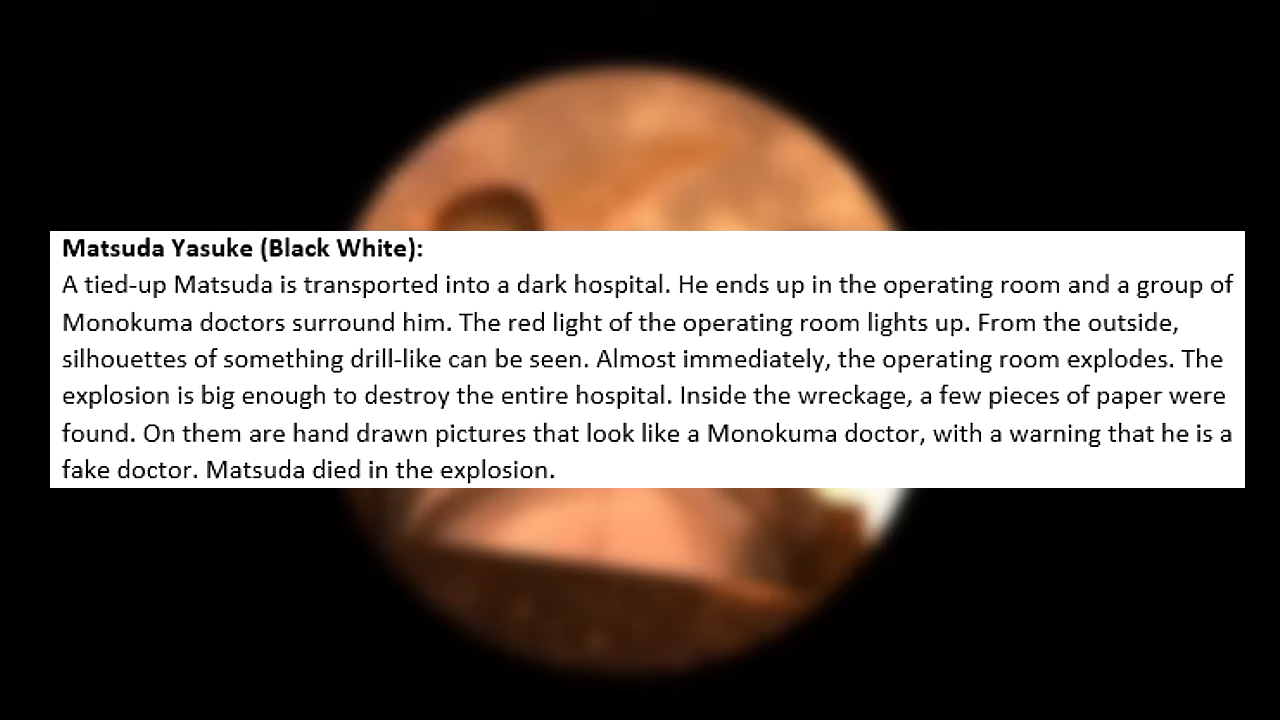 Matsuda Yasuke (Black White):
A tied-up Matsuda is transported into a dark hospital. He ends up in the operating room and a group of
Monokuma doctors surround him. The red light of the operating room lights up. From the outside,
silhouettes of something drill-like can be seen. Almost immediately, the operating room explodes. The
explosion is big enough to destroy the entire hospital. Inside the wreckage, a few pieces of paper were
found. On them are hand drawn pictures that look like a Monokuma doctor, with a warning that he is a
fake doctor. Matsuda died in the explosion.